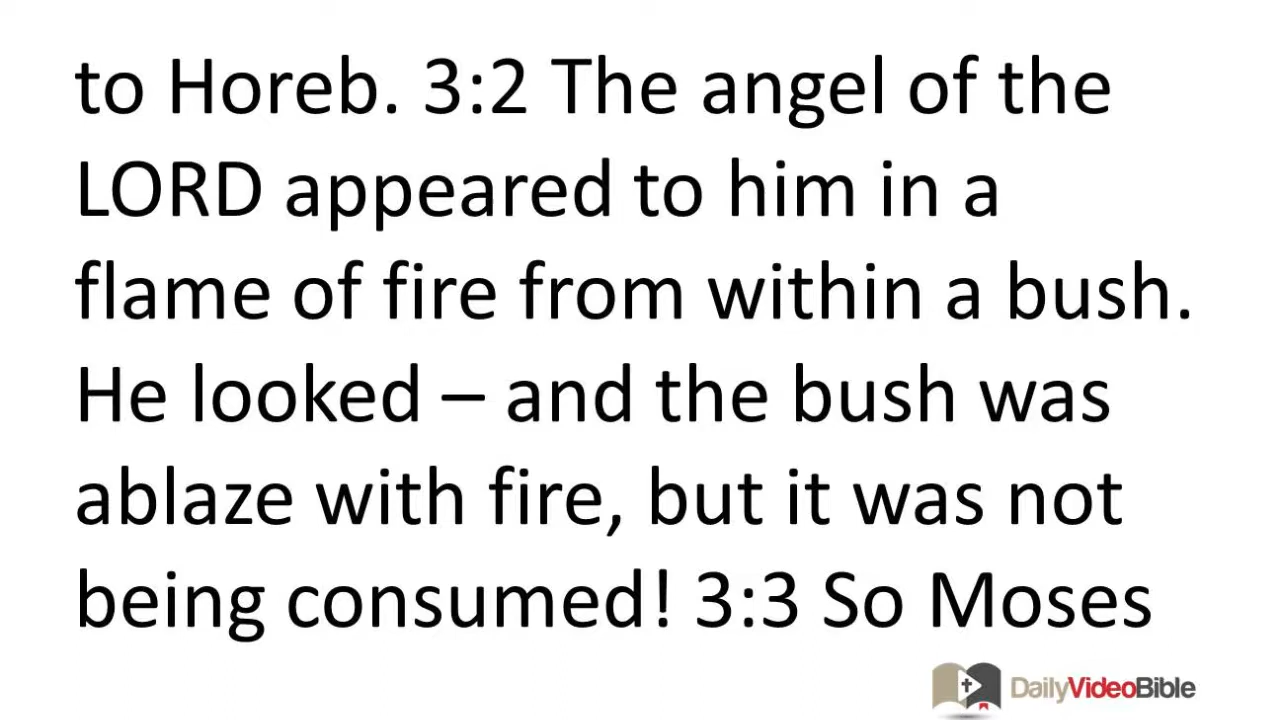 to Horeb. 3:2 The angel of the
LORD appeared to him in a
flame of fire from within a bush.
He looked – and the bush was
ablaze with fire, but it was not
being consumed! 3:3 So Moses
DailyVideoBible